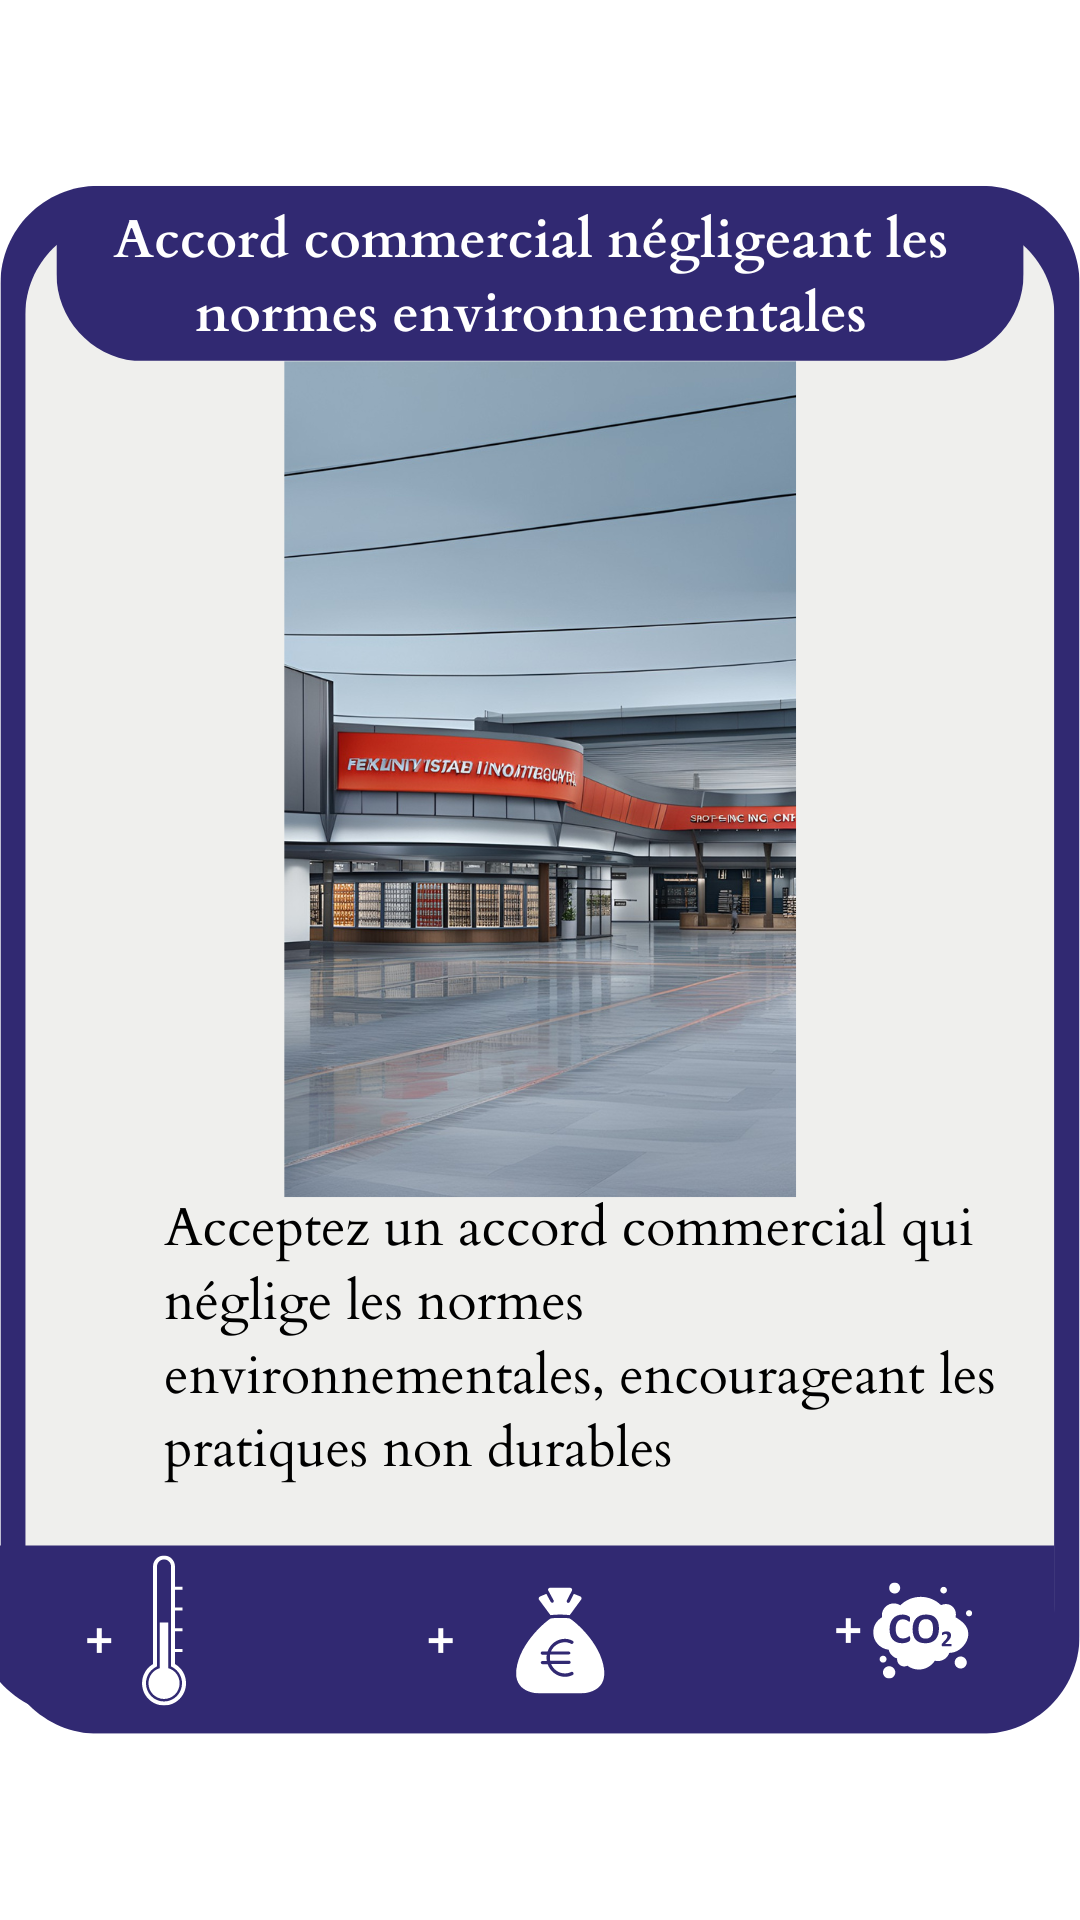 Accord commercial négligeant les
normes environnementales
Acceptez un accord commercial qui
néglige les normes
environnementales, encourageant les
pratiques non durables
+
+ €
+ CO₂